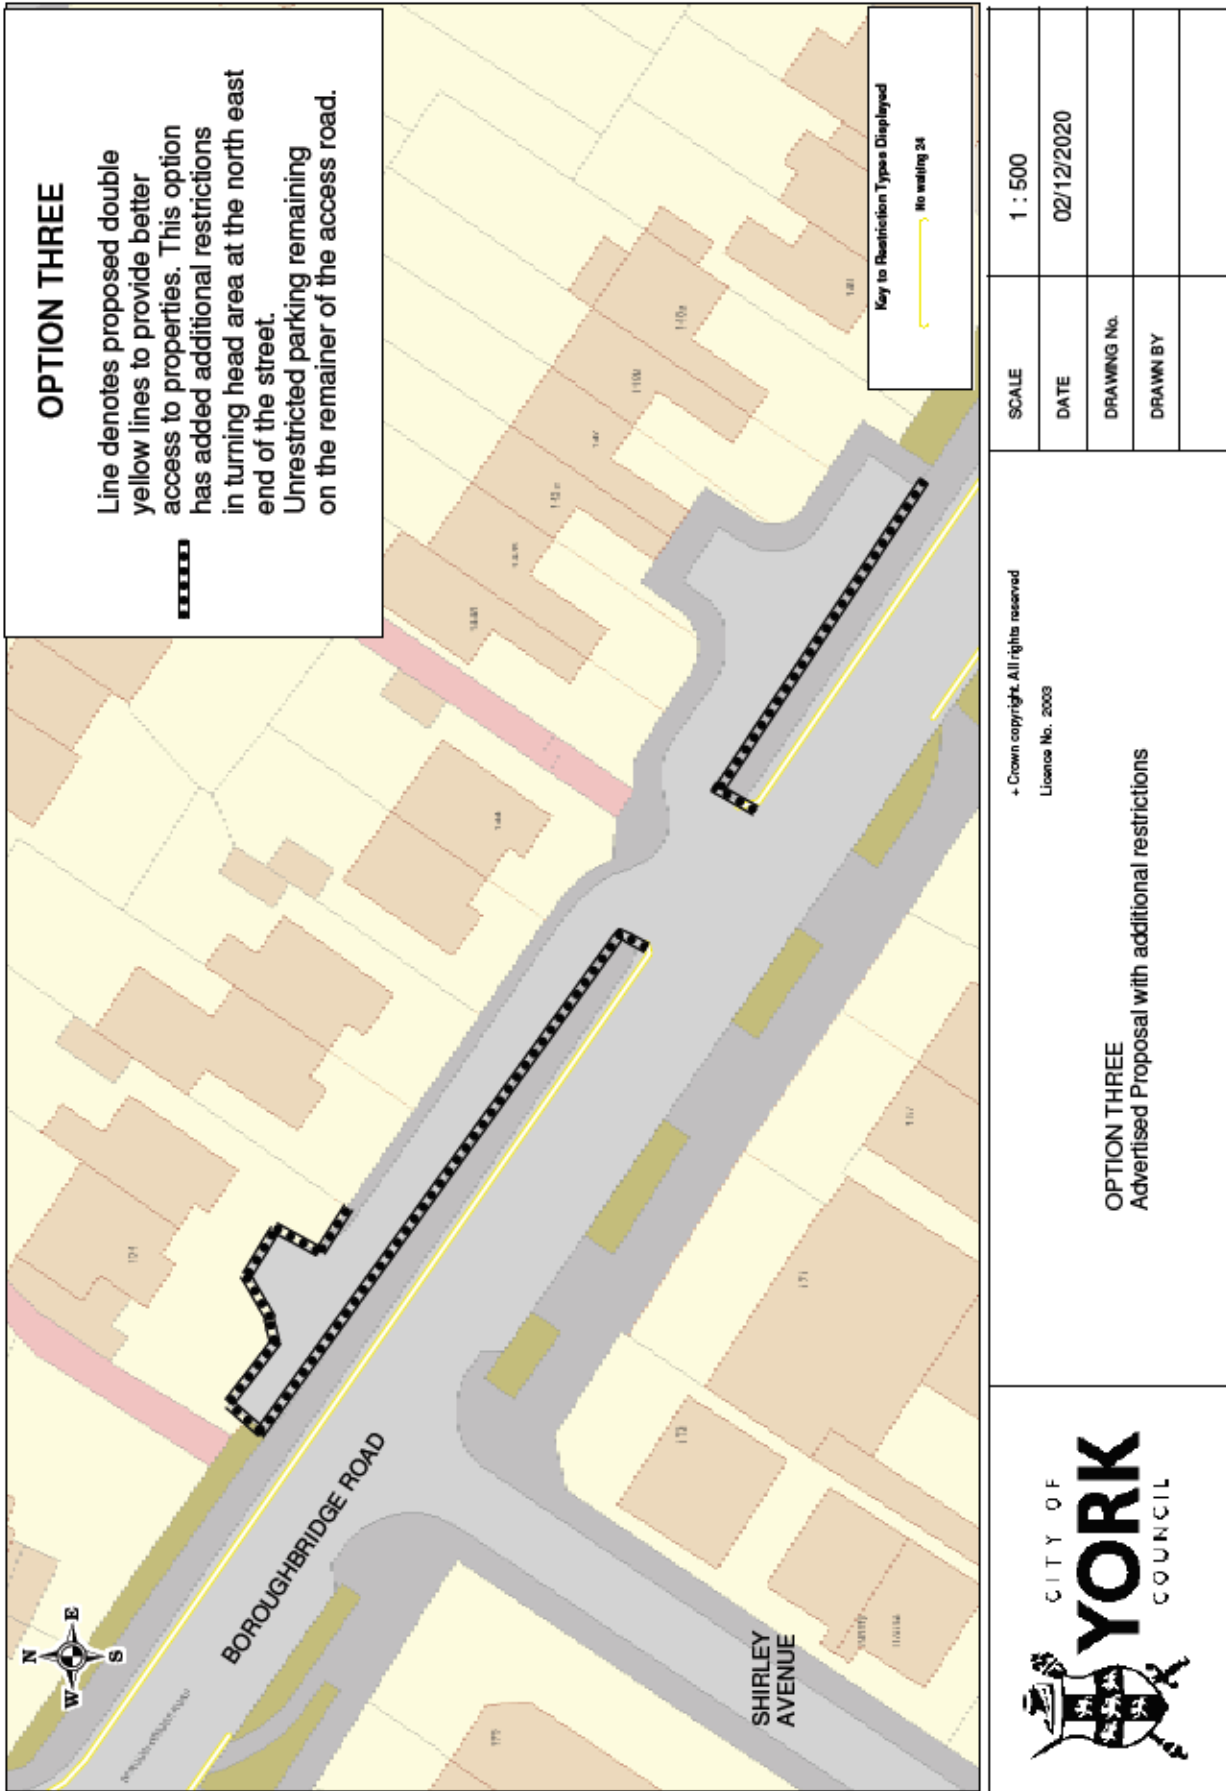 OPTION THREE
Line denotes proposed double
yellow lines to provide better
access to properties. This option
has added additional restrictions
in turning head area at the north east
end of the street.
Unrestricted parking remaining
on the remainer of the access road.
Key to Restriction Types Displayed
No waiting 24
N
W
E
S
BOROUGHBRIDGE ROAD
SHIRLEY
AVENUE
144
171
173
CITY OF
YORK
COUNCIL
OPTION THREE
Advertised Proposal with additional restrictions
+ Crown copyright. All rights reserved
Licence No. 2003
SCALE
1 : 500
DATE
02/12/2020
DRAWING No.
DRAWN BY